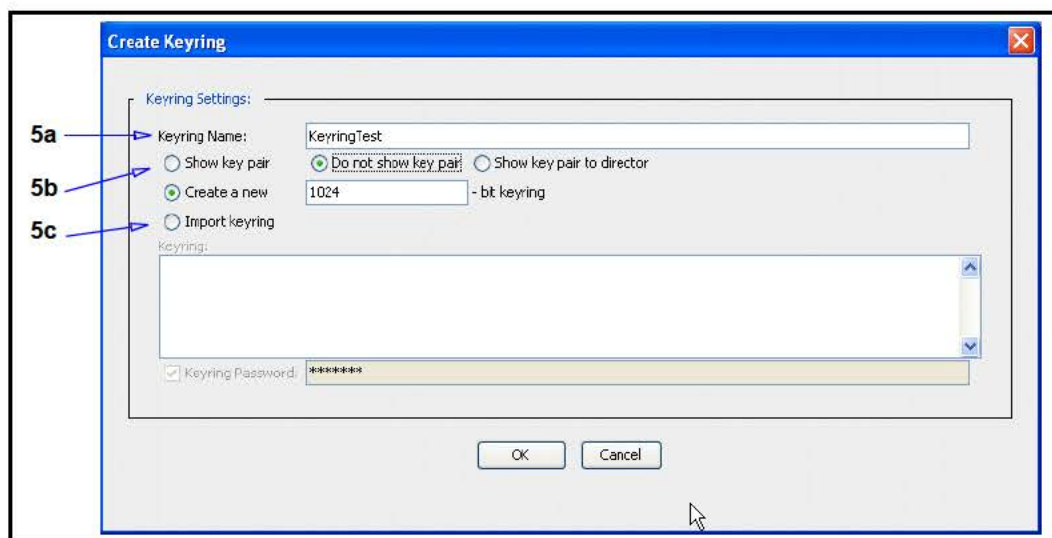 Create Keyring
Keyring Settings:
5a
Keyring Name: KeyringTest
Show key pair Do not show key pair Show key pair to director
5b
Create a new 1024 - bit keyring
5c
Import keyring
Keyring:
Keyring Password: *******
OK Cancel